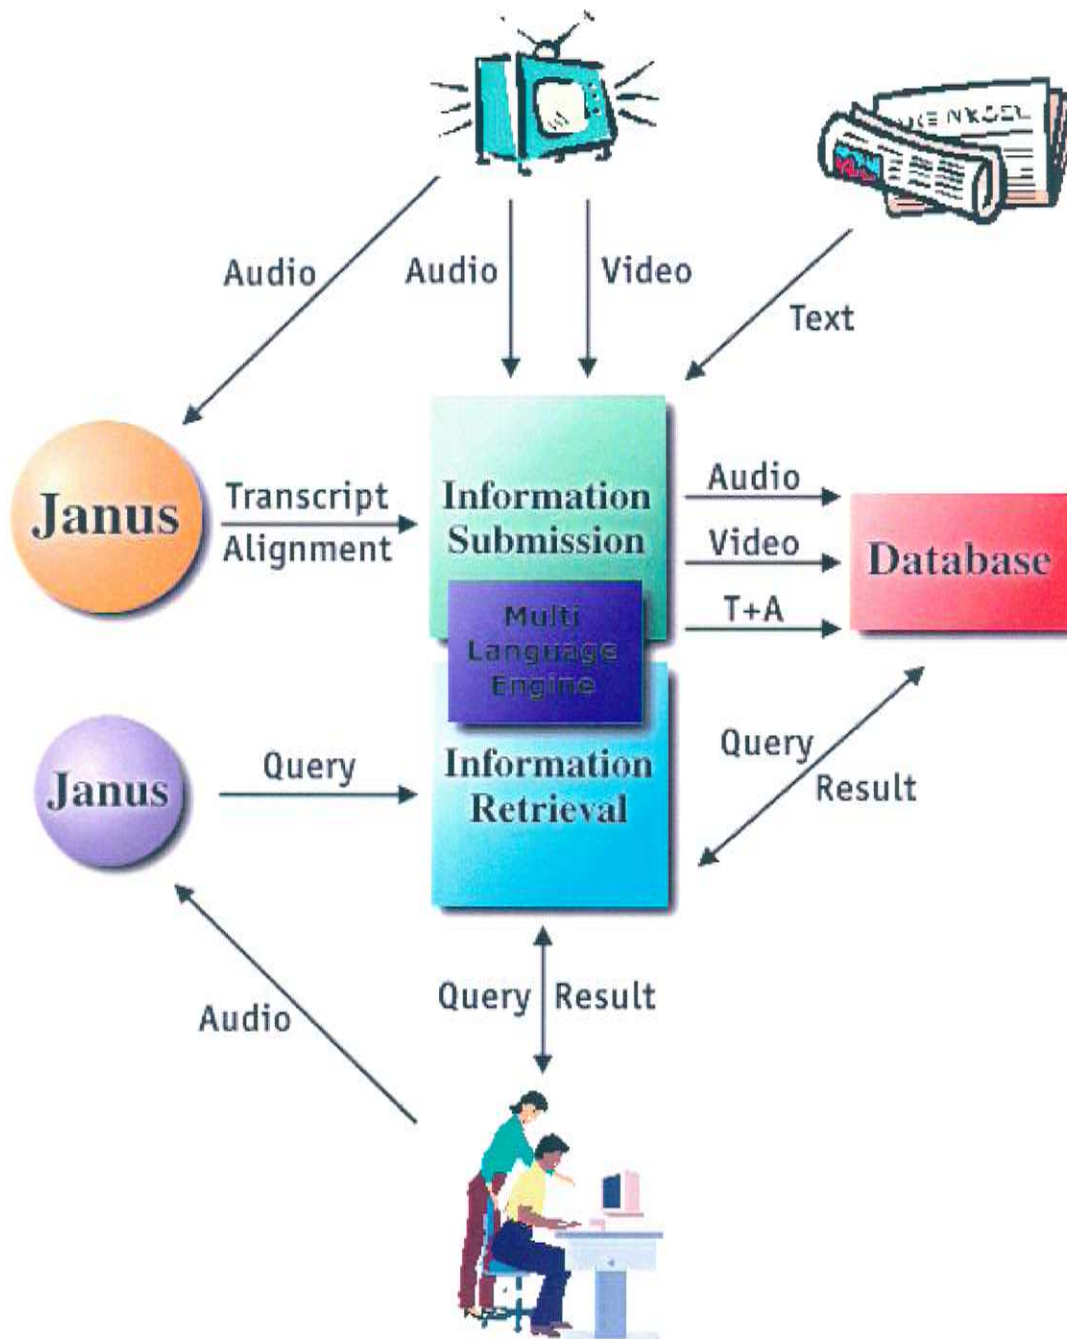 Audio
Audio
Video
Text
Janus
Transcript
Alignment
Information
Submission
Audio
Video
T+A
Database
Multi
Language
Engine
Janus
Query
Information
Retrieval
Query
Result
Audio
Query
Result